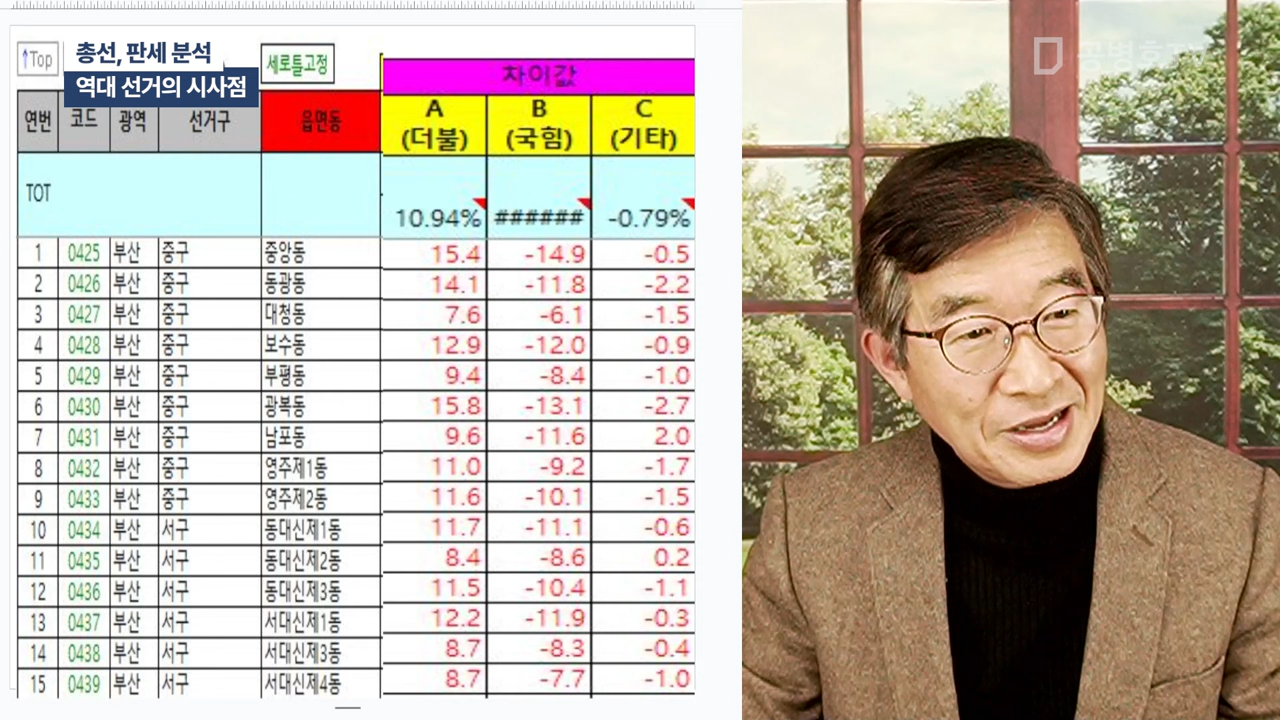 ↑Top
총선, 판세 분석
역대 선거의 시사점
세로틀고정
차이값
연번 코드 광역 선거구 읍면동 A (더불) B (국힘) C (기타)
TOT 10.94% ###### -0.79%
1 0425 부산 중구 중앙동 15.4 -14.9 -0.5
2 0426 부산 중구 동광동 14.1 -11.8 -2.2
3 0427 부산 중구 대청동 7.6 -6.1 -1.5
4 0428 부산 중구 보수동 12.9 -12.0 -0.9
5 0429 부산 중구 부평동 9.4 -8.4 -1.0
6 0430 부산 중구 광복동 15.8 -13.1 -2.7
7 0431 부산 중구 남포동 9.6 -11.6 2.0
8 0432 부산 중구 영주제1동 11.0 -9.2 -1.7
9 0433 부산 중구 영주제2동 11.6 -10.1 -1.5
10 0434 부산 서구 동대신제1동 11.7 -11.1 -0.6
11 0435 부산 서구 동대신제2동 8.4 -8.6 0.2
12 0436 부산 서구 동대신제3동 11.5 -10.4 -1.1
13 0437 부산 서구 서대신제1동 12.2 -11.9 -0.3
14 0438 부산 서구 서대신제3동 8.7 -8.3 -0.4
15 0439 부산 서구 서대신제4동 8.7 -7.7 -1.0